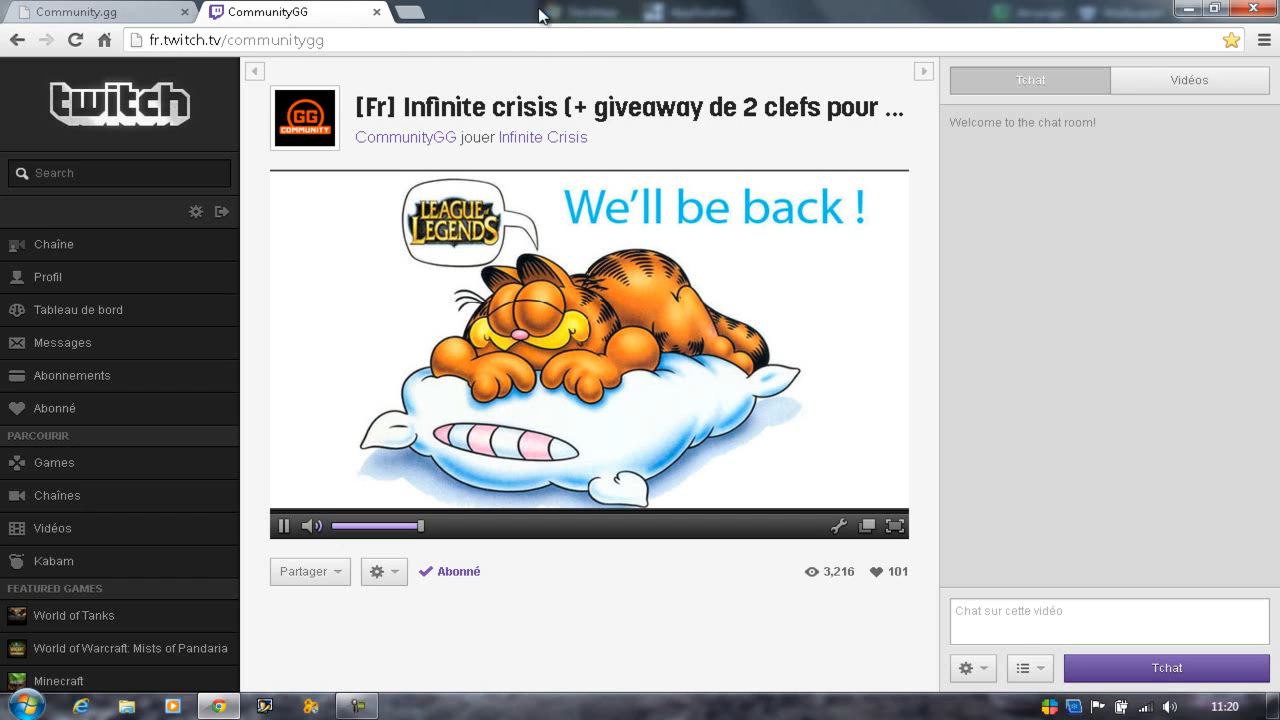 Community.gg
CommunityGG
fr.twitch.tv/communitygg
twitch
Search
Chaîne
Profil
Tableau de bord
Messages
Abonnements
Abonné
PARCOURIR
Games
Chaînes
Vidéos
Kabam
FEATURED GAMES
World of Tanks
World of Warcraft: Mists of Pandaria
Minecraft
GG
COMMUNITY
[Fr] Infinite crisis (+ giveaway de 2 clefs pour ...
CommunityGG jouer Infinite Crisis
LEAGUE
OF
LEGENDS
We'll be back !
Partager
Abonné
3,216
101
Tchat
Vidéos
Welcome to the chat room!
Chat sur cette vidéo
Tchat
11:20